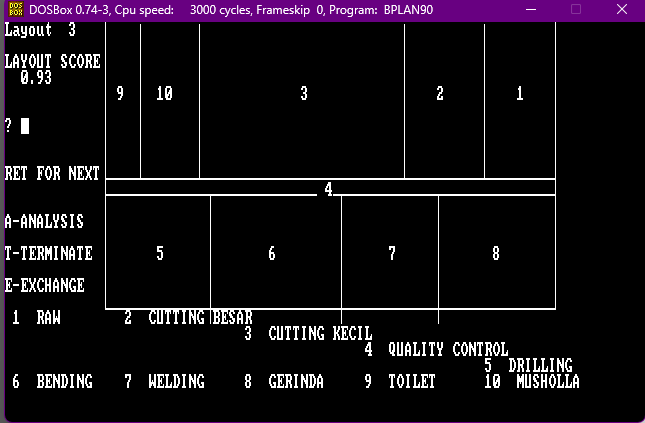 DOS BOX DOSBox 0.74-3, Cpu speed: 3000 cycles, Frameskip 0, Program: BPLAN90
Layout 3
LAYOUT SCORE
0.93
9 10 3 2 1
?
RET FOR NEXT
4
A-ANALYSIS
T-TERMINATE 5 6 7 8
E-EXCHANGE
1 RAW 2 CUTTING BESAR
3 CUTTING KECIL
4 QUALITY CONTROL
5 DRILLING
6 BENDING 7 WELDING 8 GERINDA 9 TOILET 10 MUSHOLLA